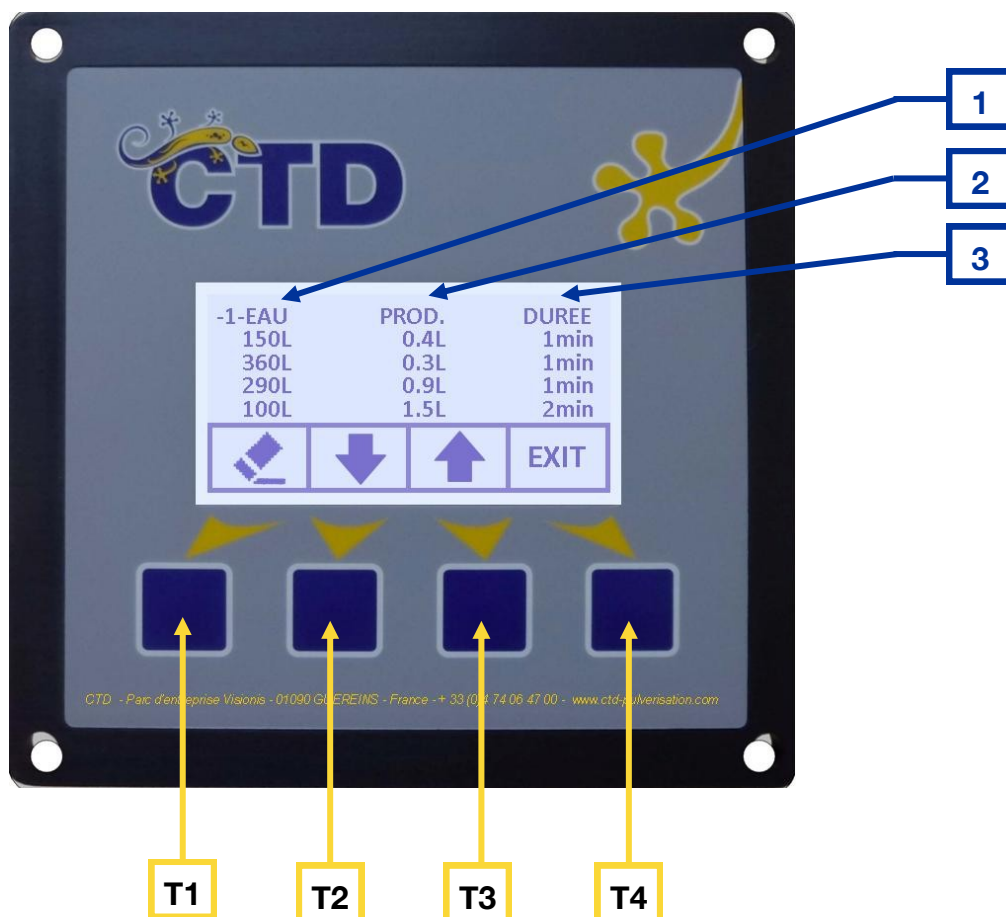 CTD
1
2
3
-1-EAU PROD. DUREE
150L 0.4L 1min
360L 0.3L 1min
290L 0.9L 1min
100L 1.5L 2min
EXIT
CTD - Parc d'entreprise Visionis - 01090 GUEREINS - France - + 33 (0)4 74 06 47 00 - www.ctd-pulverisation.com
T1 T2 T3 T4